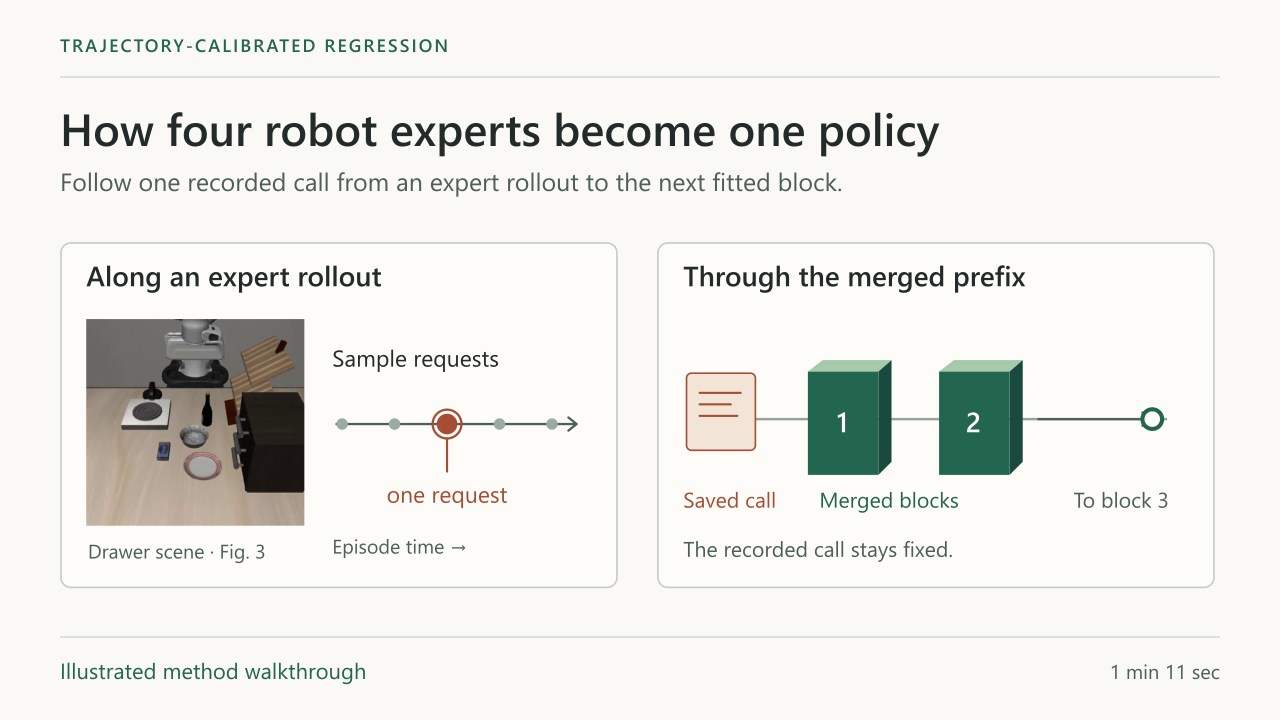 TRAJECTORY-CALIBRATED REGRESSION
How four robot experts become one policy
Follow one recorded call from an expert rollout to the next fitted block.
Along an expert rollout
Sample requests
one request
Drawer scene · Fig. 3
Episode time →
Through the merged prefix
1
2
Saved call
Merged blocks
To block 3
The recorded call stays fixed.
Illustrated method walkthrough
1 min 11 sec